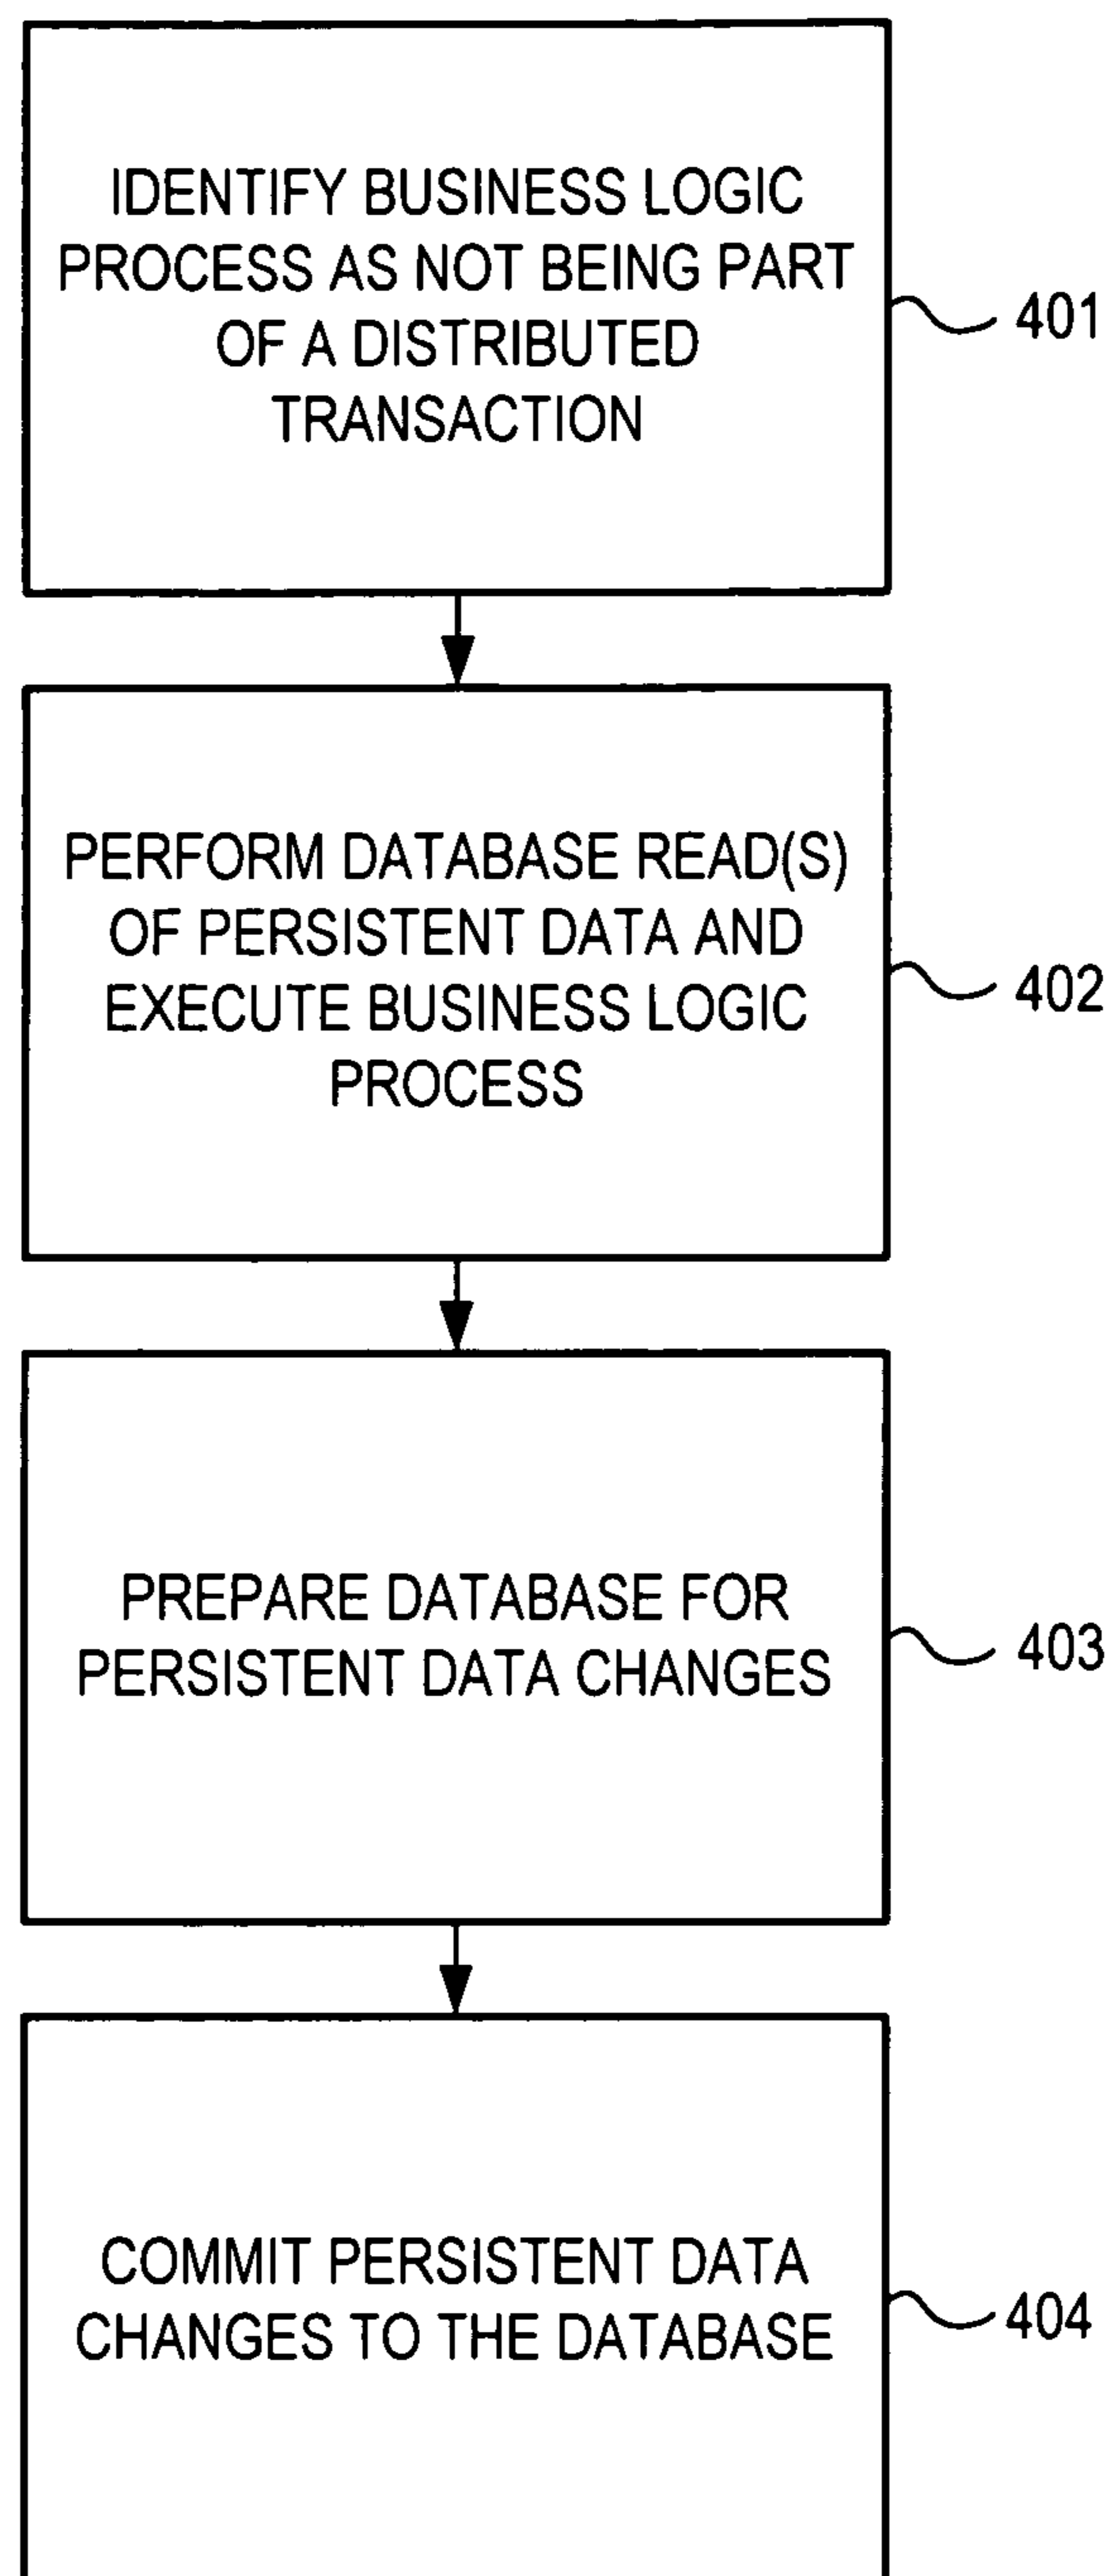 IDENTIFY BUSINESS LOGIC
PROCESS AS NOT BEING PART
OF A DISTRIBUTED
TRANSACTION
401
PERFORM DATABASE READ(S)
OF PERSISTENT DATA AND
EXECUTE BUSINESS LOGIC
PROCESS
402
PREPARE DATABASE FOR
PERSISTENT DATA CHANGES
403
COMMIT PERSISTENT DATA
CHANGES TO THE DATABASE
404